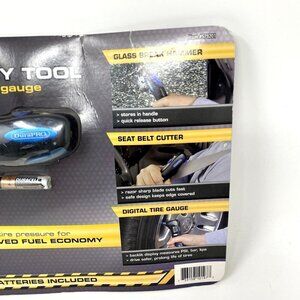 Y TOOL
gauge
DuraPRO
DURACELL
ire pressure for
VED FUEL ECONOMY
ATTERIES INCLUDED
GLASS BREAK HAMMER
▸ stores in handle
▸ quick release button
SEAT BELT CUTTER
▸ razor sharp blade cuts fast
▸ safe design keeps edge covered
DIGITAL TIRE GAUGE
▸ backlit display measures PSI, bar, kpa
▸ drive safer, prolong life of tires